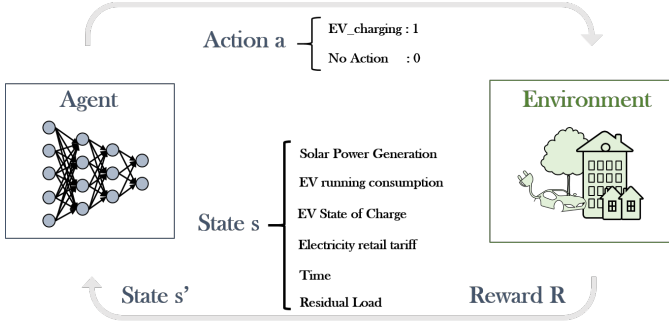 Action a
EV_charging : 1
No Action : 0
Agent
Environment
State s
Solar Power Generation
EV running consumption
EV State of Charge
Electricity retail tariff
Time
Residual Load
State s’
Reward R